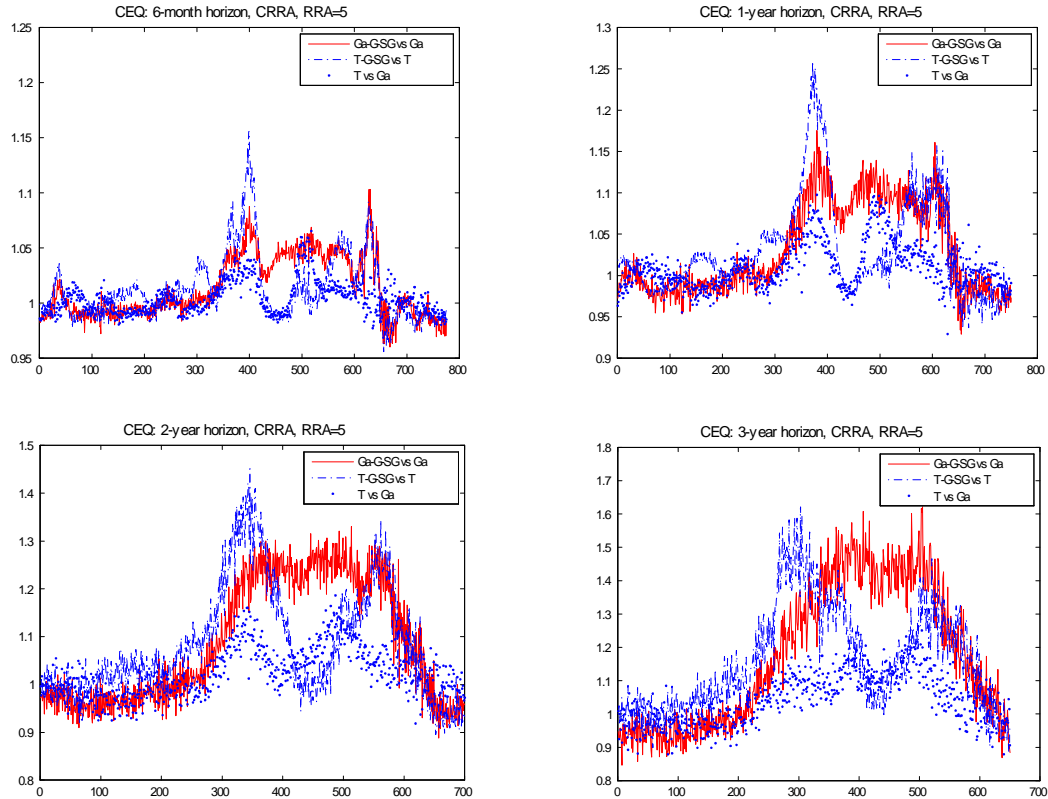 CEQ: 6-month horizon, CRRA, RRA=5
1.25
1.2
1.15
1.1
1.05
1
0.95
0 100 200 300 400 500 600 700 800
Ga-G-SG vs Ga
T-G-SG vs T
T vs Ga
CEQ: 1-year horizon, CRRA, RRA=5
1.3
1.25
1.2
1.15
1.1
1.05
1
0.95
0.9
0 100 200 300 400 500 600 700 800
Ga-G-SG vs Ga
T-G-SG vs T
T vs Ga
CEQ: 2-year horizon, CRRA, RRA=5
1.5
1.4
1.3
1.2
1.1
1
0.9
0.8
0 100 200 300 400 500 600 700
Ga-G-SG vs Ga
T-G-SG vs T
T vs Ga
CEQ: 3-year horizon, CRRA, RRA=5
1.8
1.7
1.6
1.5
1.4
1.3
1.2
1.1
1
0.9
0.8
0 100 200 300 400 500 600 700
Ga-G-SG vs Ga
T-G-SG vs T
T vs Ga